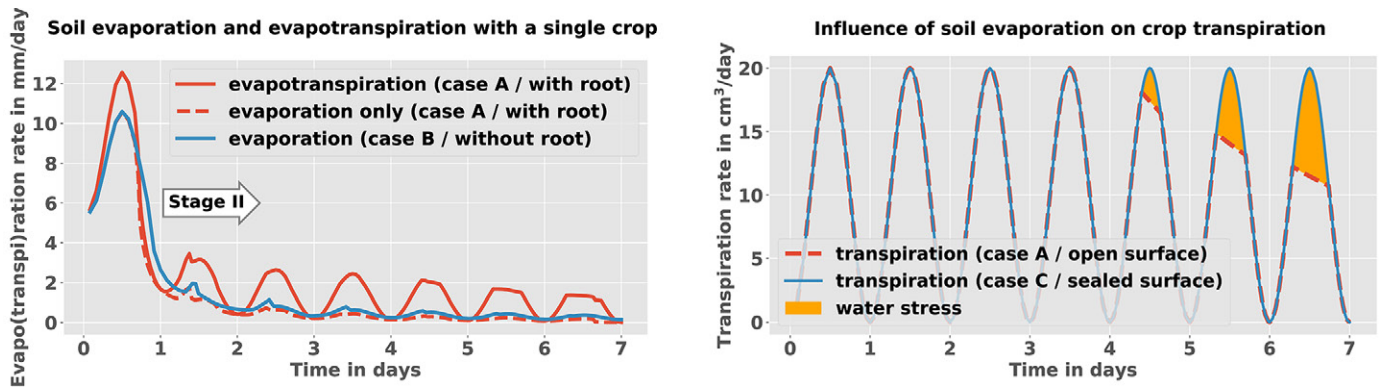 Soil evaporation and evapotranspiration with a single crop
Evapo(transpi)ration rate in mm/day
12
10
8
6
4
2
0
evapotranspiration (case A / with root)
evaporation only (case A / with root)
evaporation (case B / without root)
Stage II
0 1 2 3 4 5 6 7
Time in days
Influence of soil evaporation on crop transpiration
Transpiration rate in cm³/day
20
15
10
5
0
transpiration (case A / open surface)
transpiration (case C / sealed surface)
water stress
0 1 2 3 4 5 6 7
Time in days